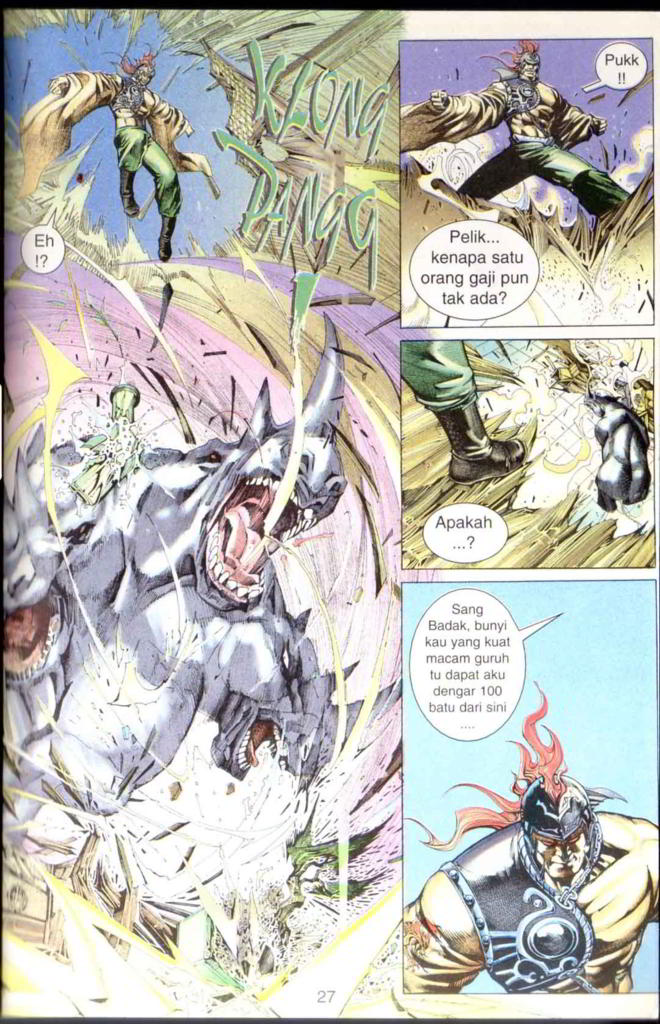 KLONG
DANGG
!
Eh
!?
Pukk
!!
Pelik...
kenapa satu
orang gaji pun
tak ada?
Apakah
...?
Sang
Badak, bunyi
kau yang kuat
macam guruh
tu dapat aku
dengar 100
batu dari sini
....
27